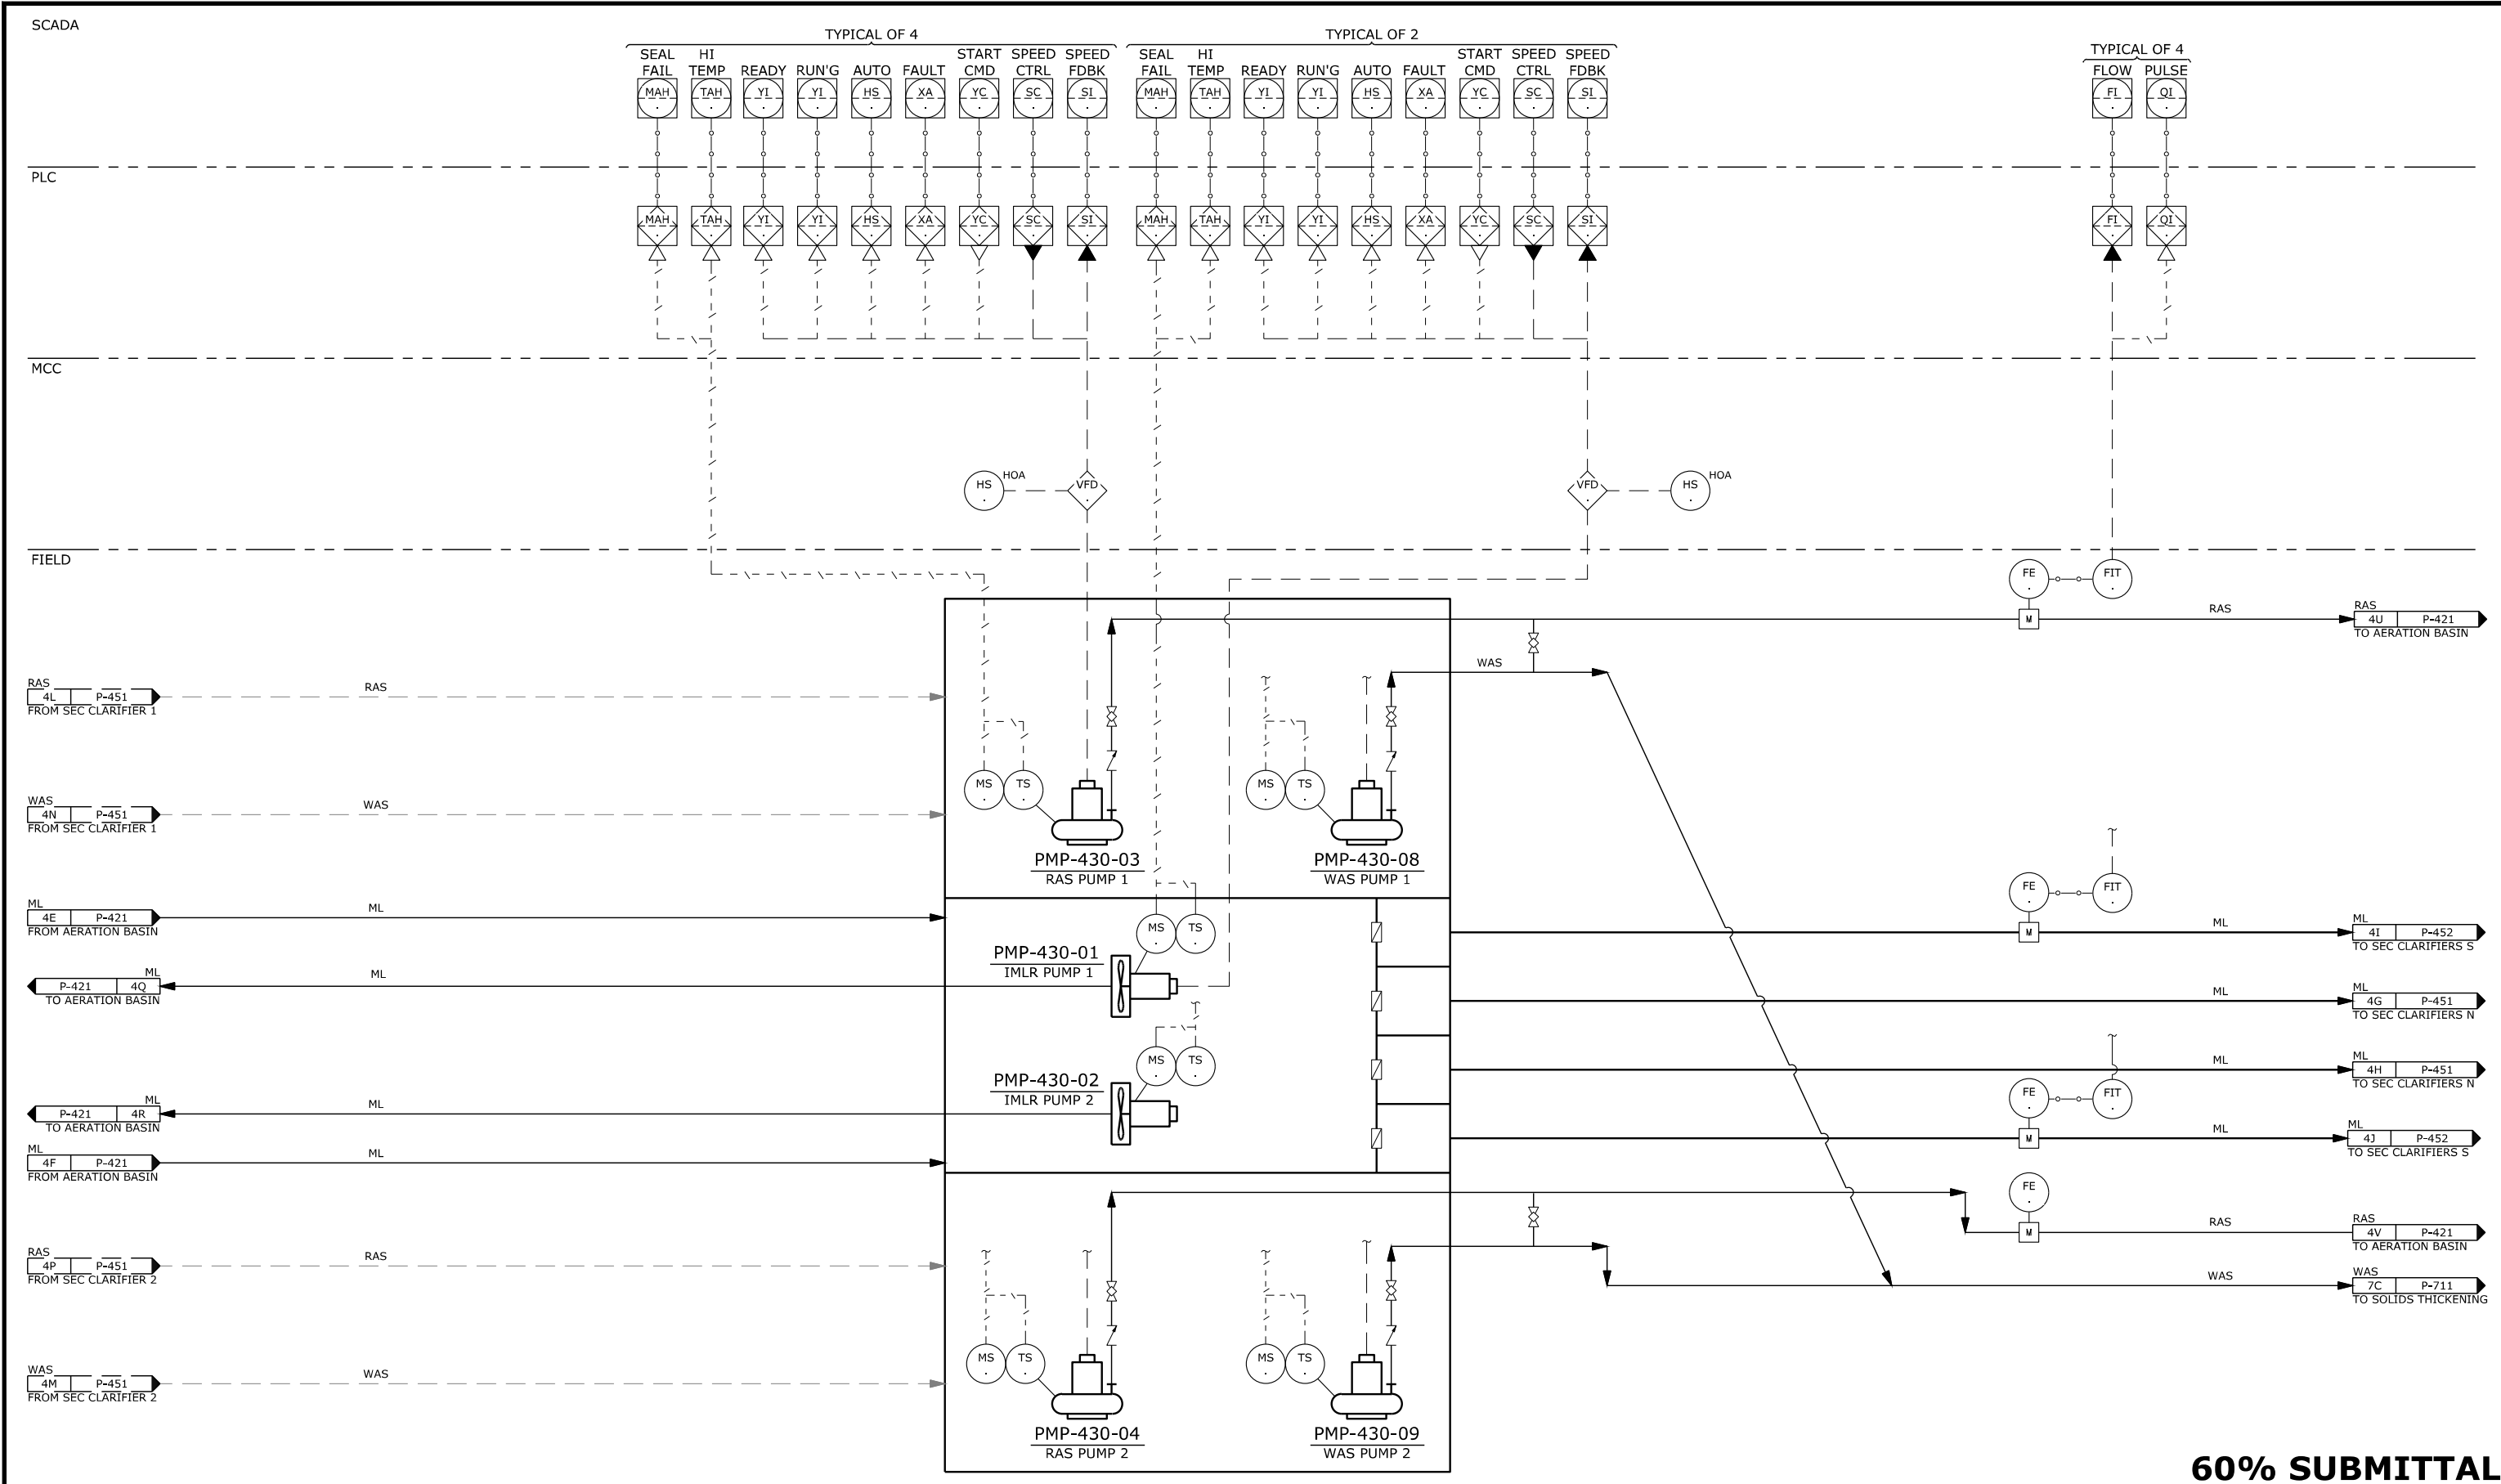 SCADA
TYPICAL OF 4
TYPICAL OF 2
TYPICAL OF 4
SEAL FAIL
HI TEMP
READY
RUN'G
AUTO
FAULT
START CMD
SPEED CTRL
SPEED FDBK
SEAL FAIL
HI TEMP
READY
RUN'G
AUTO
FAULT
START CMD
SPEED CTRL
SPEED FDBK
FLOW
PULSE
MAH TAH YI YI HS XA YC SC SI MAH TAH YI YI HS XA YC SC SI FI QI
PLC
MAH TAH YI YI HS XA YC SC SI MAH TAH YI YI HS XA YC SC SI FI QI
MCC
HS HOA VFD VFD HS HOA
FIELD
FE FIT
RAS
RAS
4U P-421
TO AERATION BASIN
WAS
RAS
4L P-451
FROM SEC CLARIFIER 1
RAS
WAS
4N P-451
FROM SEC CLARIFIER 1
WAS
M
MS TS
MS TS
PMP-430-03
RAS PUMP 1
PMP-430-08
WAS PUMP 1
ML
4E P-421
FROM AERATION BASIN
ML
MS TS
PMP-430-01
IMLR PUMP 1
FE FIT
M
ML
ML
4I P-452
TO SEC CLARIFIERS S
ML
P-421 4Q
TO AERATION BASIN
ML
ML
ML
4G P-451
TO SEC CLARIFIERS N
MS TS
PMP-430-02
IMLR PUMP 2
ML
ML
4H P-451
TO SEC CLARIFIERS N
ML
P-421 4R
TO AERATION BASIN
ML
FE FIT
M
ML
ML
4J P-452
TO SEC CLARIFIERS S
ML
4F P-421
FROM AERATION BASIN
ML
FE
M
RAS
RAS
4V P-421
TO AERATION BASIN
RAS
4P P-451
FROM SEC CLARIFIER 2
RAS
WAS
WAS
7C P-711
TO SOLIDS THICKENING
WAS
4M P-451
FROM SEC CLARIFIER 2
WAS
MS TS
MS TS
PMP-430-04
RAS PUMP 2
PMP-430-09
WAS PUMP 2
60% SUBMITTAL